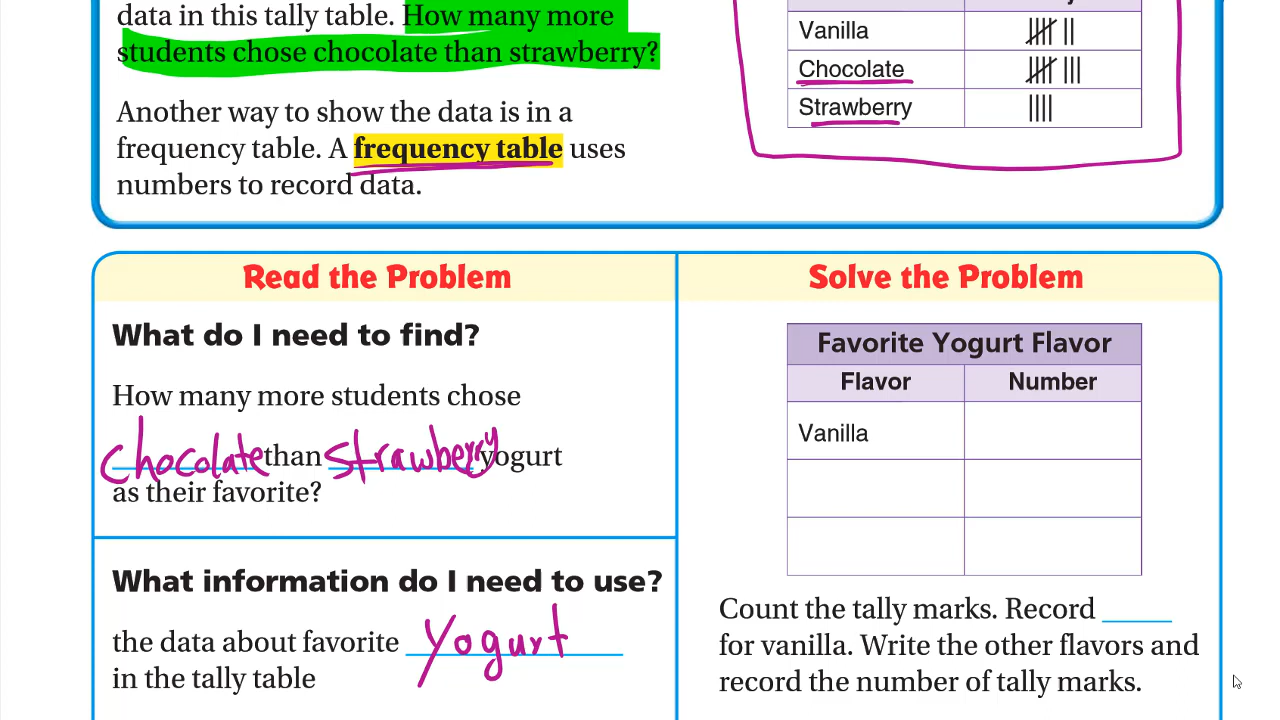 data in this tally table. How many more
students chose chocolate than strawberry?
Another way to show the data is in a
frequency table. A frequency table uses
numbers to record data.
Vanilla
Chocolate
Strawberry
Read the Problem
What do I need to find?
How many more students chose
chocolate than strawberry yogurt
as their favorite?
What information do I need to use?
the data about favorite yogurt
in the tally table
Solve the Problem
Favorite Yogurt Flavor
Flavor Number
Vanilla
Count the tally marks. Record ____
for vanilla. Write the other flavors and
record the number of tally marks.